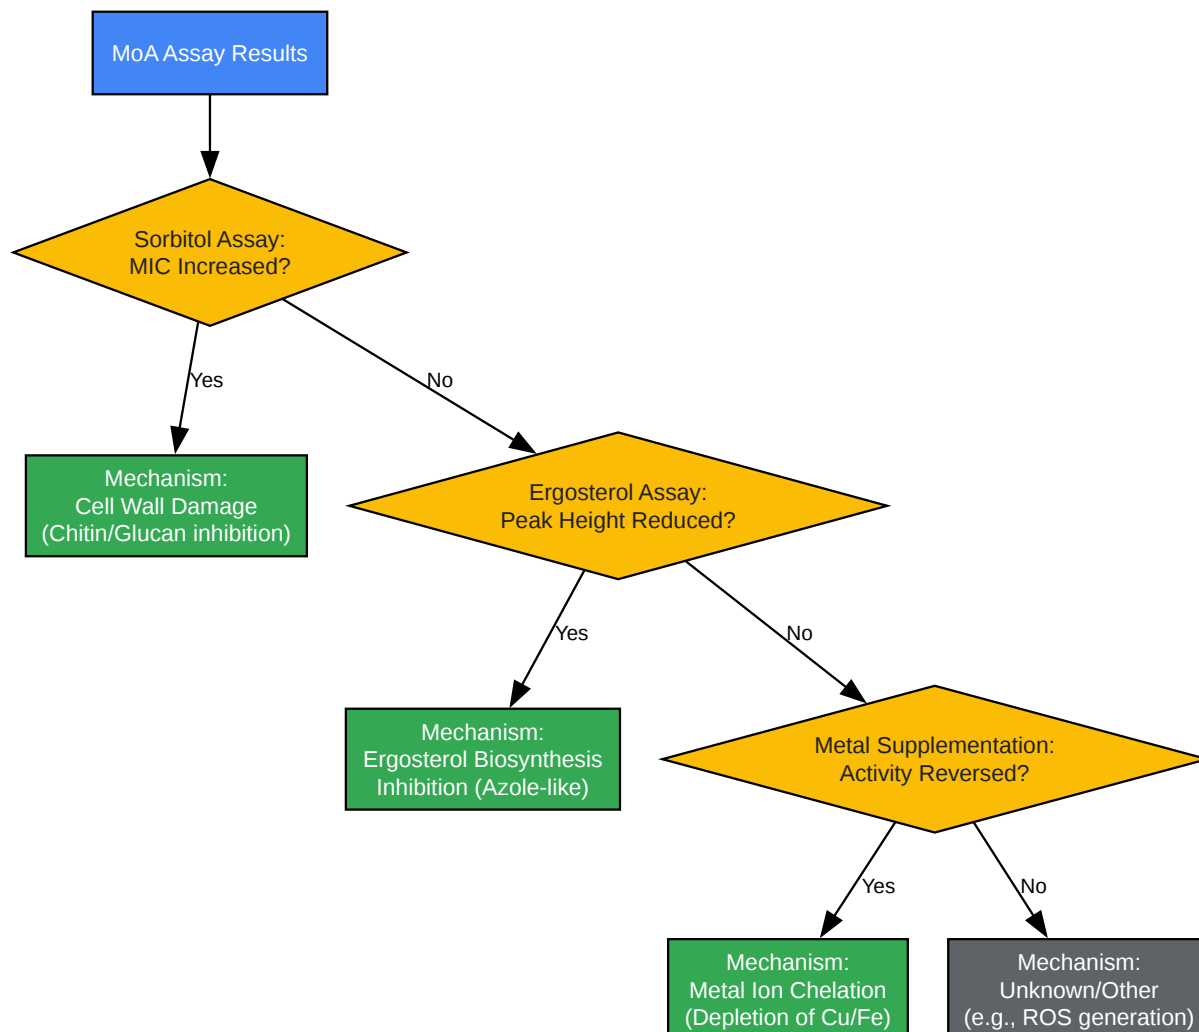 MoA Assay Results
Sorbitol Assay:
MIC Increased?
Yes
No
Mechanism:
Cell Wall Damage
(Chitin/Glucan inhibition)
Ergosterol Assay:
Peak Height Reduced?
Yes
No
Mechanism:
Ergosterol Biosynthesis
Inhibition (Azole-like)
Metal Supplementation:
Activity Reversed?
Yes
No
Mechanism:
Metal Ion Chelation
(Depletion of Cu/Fe)
Mechanism:
Unknown/Other
(e.g., ROS generation)